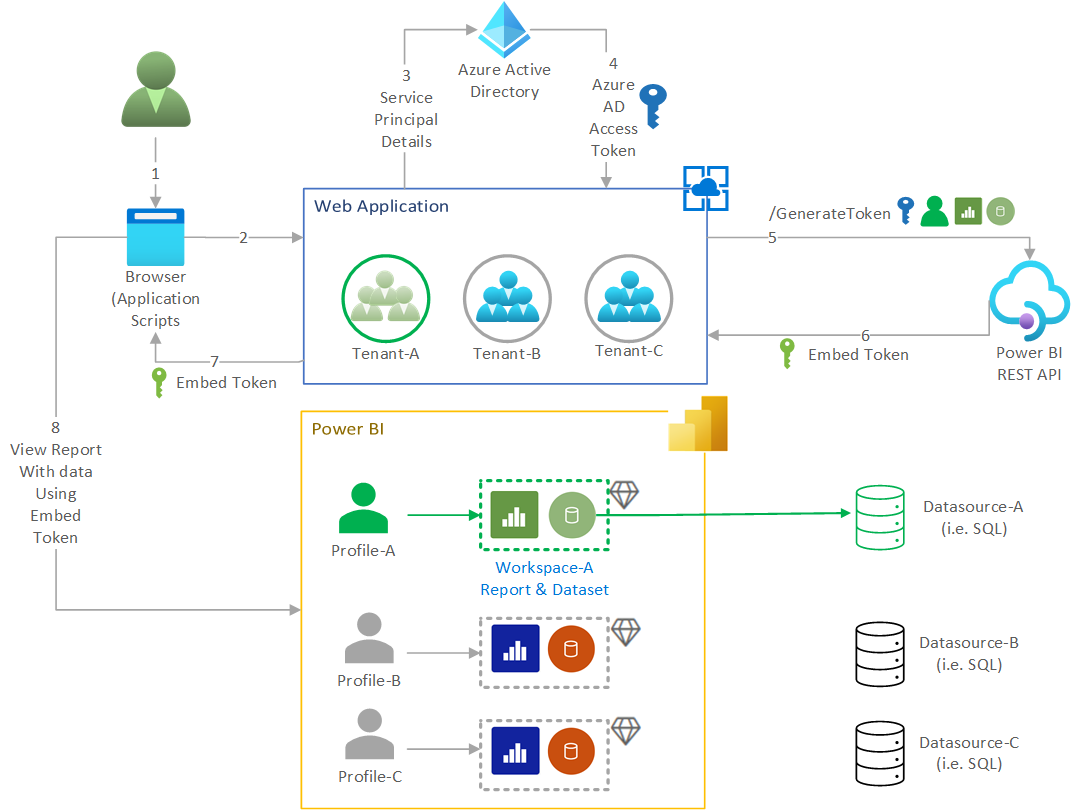 3
Service
Principal
Details
Azure Active
Directory
4
Azure
AD
Access
Token
1
Web Application
/GenerateToken
5
2
Browser
(Application
Scripts
Tenant-A
Tenant-B
Tenant-C
6
Embed Token
Power BI
REST API
7
Embed Token
8
View Report
With data
Using
Embed
Token
Power BI
Profile-A
Workspace-A
Report & Dataset
Datasource-A
(i.e. SQL)
Profile-B
Datasource-B
(i.e. SQL)
Profile-C
Datasource-C
(i.e. SQL)